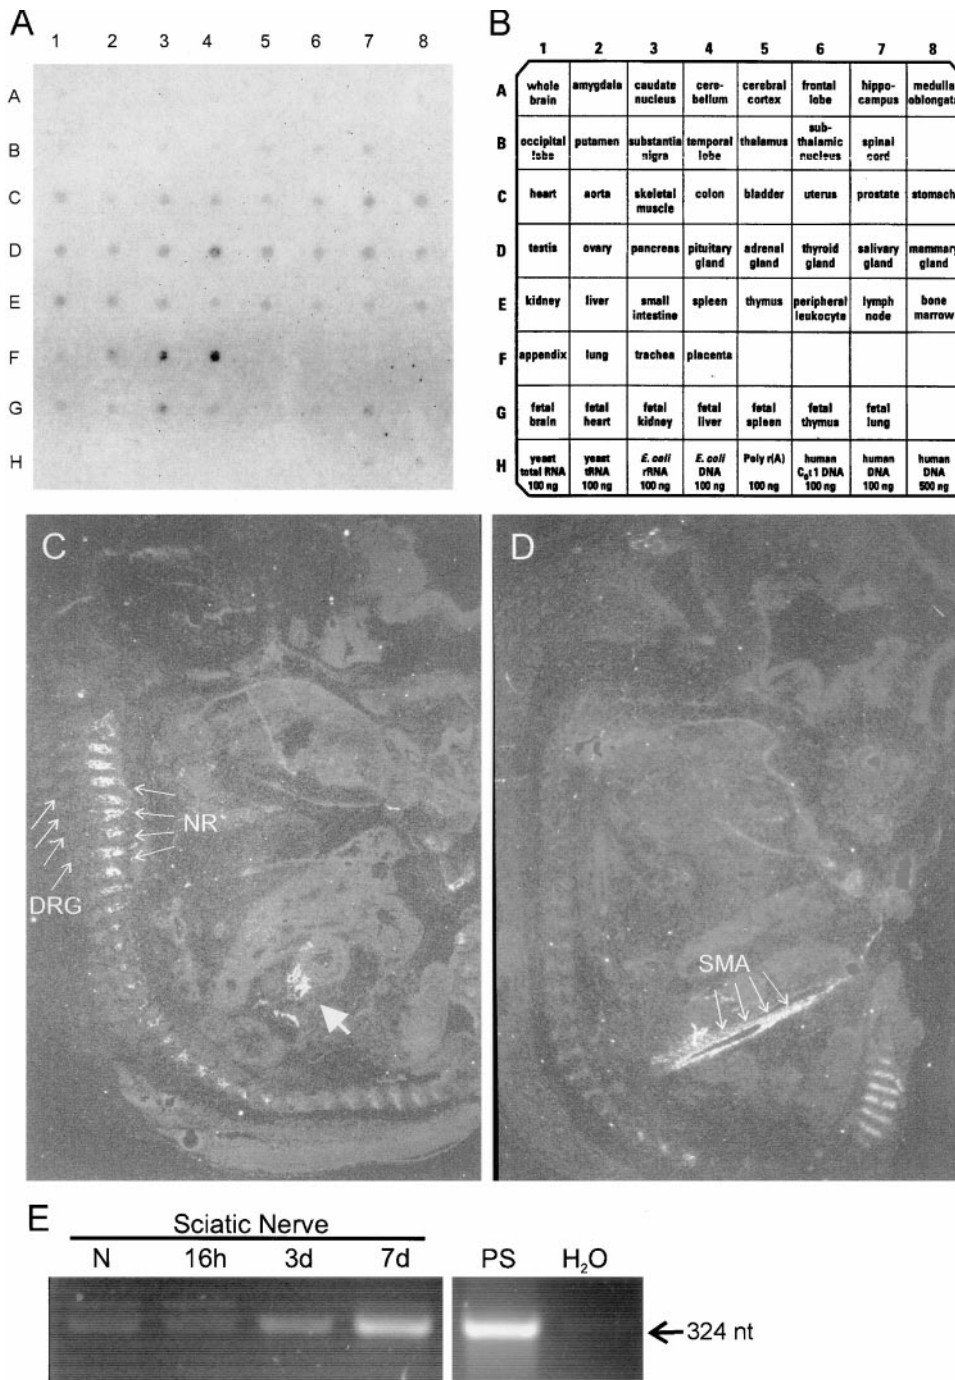 A
1 2 3 4 5 6 7 8
A
B
C
D
E
F
G
H
B
1 2 3 4 5 6 7 8
A whole brain amygdala caudate nucleus cere- bellum cerebral cortex frontal lobe hippo- campus medulla oblongata
B occipital lobe putamen substantia nigra temporal lobe thalamus sub- thalamic nucleus spinal cord
C heart aorta skeletal muscle colon bladder uterus prostate stomach
D testis ovary pancreas pituitary gland adrenal gland thyroid gland salivary gland mammary gland
E kidney liver small intestine spleen thymus peripheral leukocyte lymph node bone marrow
F appendix lung trachea placenta
G fetal brain fetal heart fetal kidney fetal liver fetal spleen fetal thymus fetal lung
H yeast total RNA 100 ng yeast tRNA 100 ng E. coli rRNA 100 ng E. coli DNA 100 ng Poly r(A) 100 ng human C₀t 1 DNA 100 ng human DNA 100 ng human DNA 500 ng
C
NR
DRG
D
SMA
E
Sciatic Nerve
N 16h 3d 7d PS H₂O
324 nt